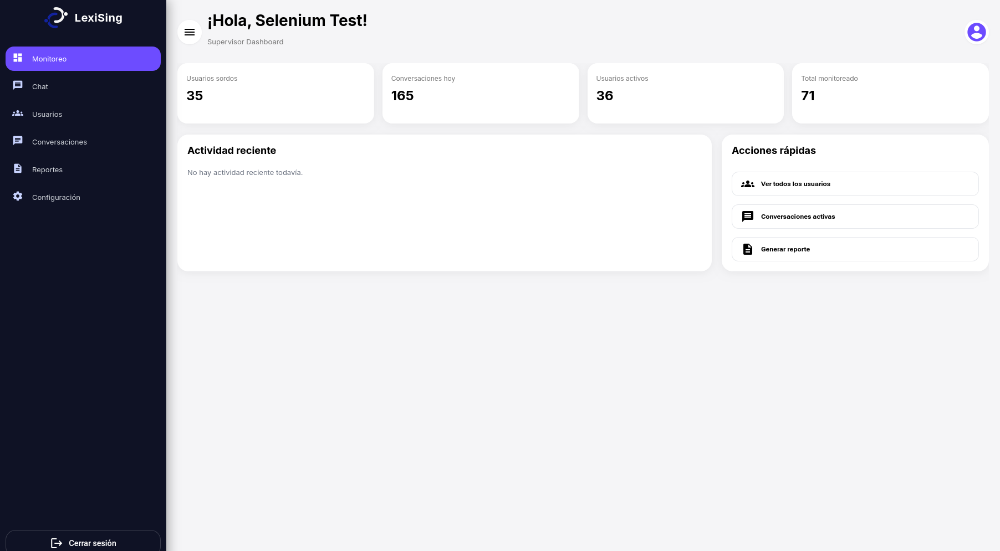 LexiSing
Monitoreo
Chat
Usuarios
Conversaciones
Reportes
Configuración
Cerrar sesión
¡Hola, Selenium Test!
Supervisor Dashboard
Usuarios sordos
35
Conversaciones hoy
165
Usuarios activos
36
Total monitoreado
71
Actividad reciente
No hay actividad reciente todavía.
Acciones rápidas
Ver todos los usuarios
Conversaciones activas
Generar reporte